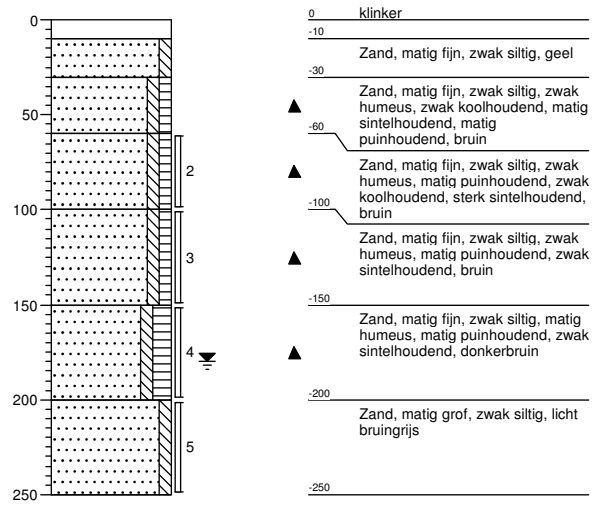 0
50
100
150
200
250
2
3
4
5
0 klinker
-10
Zand, matig fijn, zwak siltig, geel
-30
Zand, matig fijn, zwak siltig, zwak
humeus, zwak koolhoudend, matig
sintelhoudend, matig
puinhoudend, bruin
-60
Zand, matig fijn, zwak siltig, zwak
humeus, matig puinhoudend, zwak
koolhoudend, sterk sintelhoudend,
bruin
-100
Zand, matig fijn, zwak siltig, zwak
humeus, matig puinhoudend, zwak
sintelhoudend, bruin
-150
Zand, matig fijn, zwak siltig, matig
humeus, matig puinhoudend, zwak
sintelhoudend, donkerbruin
-200
Zand, matig grof, zwak siltig, licht
bruingrijs
-250